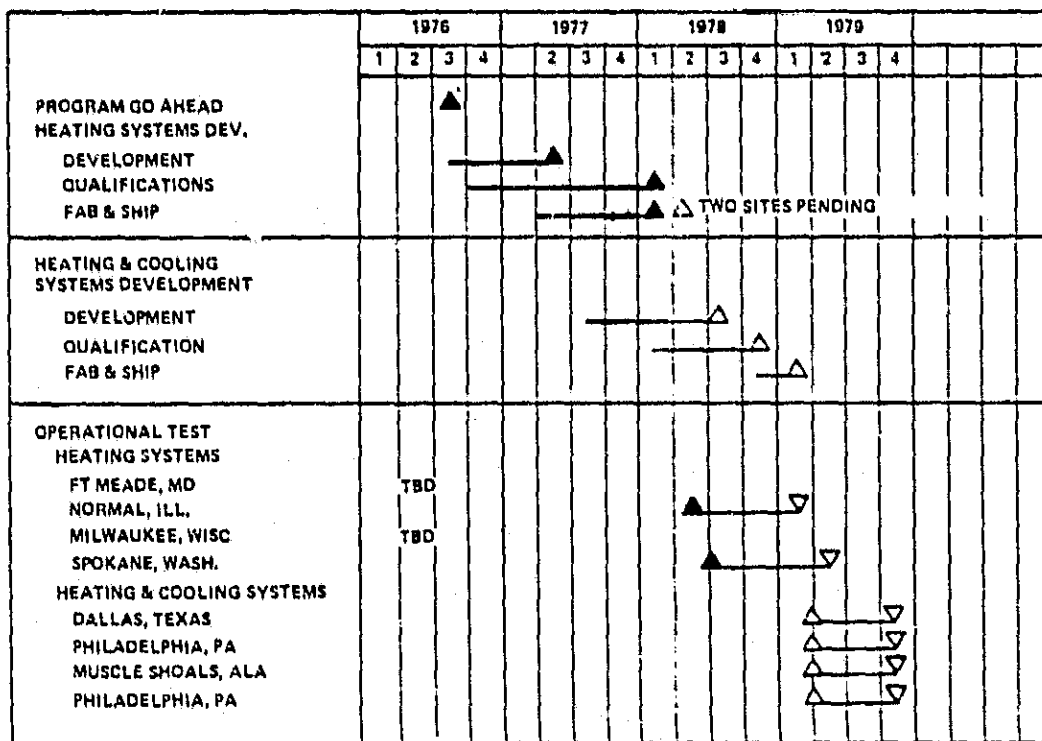 1976 1977 1978 1979
1 2 3 4 2 3 4 1 2 3 4 1 2 3 4
PROGRAM GO AHEAD
HEATING SYSTEMS DEV.
DEVELOPMENT
QUALIFICATIONS
FAB & SHIP TWO SITES PENDING
HEATING & COOLING
SYSTEMS DEVELOPMENT
DEVELOPMENT
QUALIFICATION
FAB & SHIP
OPERATIONAL TEST
HEATING SYSTEMS
FT MEADE, MD TBD
NORMAL, ILL.
MILWAUKEE, WISC TBD
SPOKANE, WASH.
HEATING & COOLING SYSTEMS
DALLAS, TEXAS
PHILADELPHIA, PA
MUSCLE SHOALS, ALA
PHILADELPHIA, PA